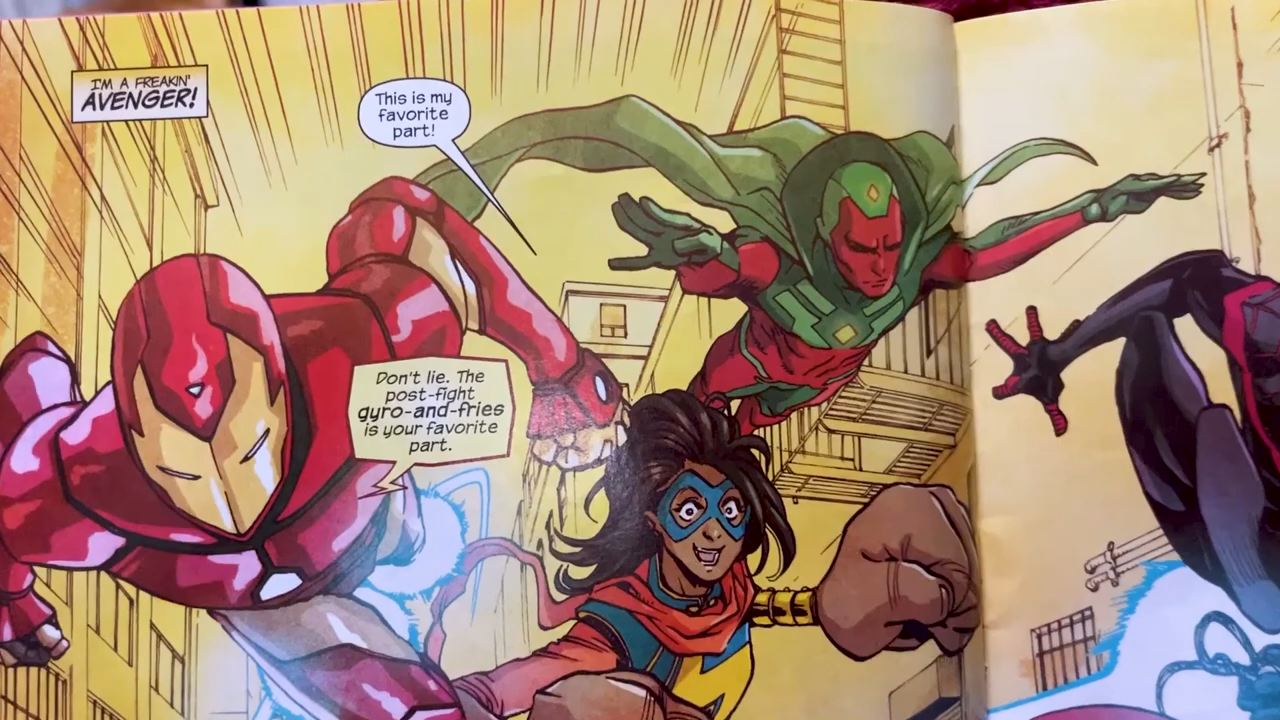 I'M A FREAKIN'
AVENGER!
This is my
favorite
part!
Don't lie. The
post-fight
gyro-and-fries
is your favorite
part.